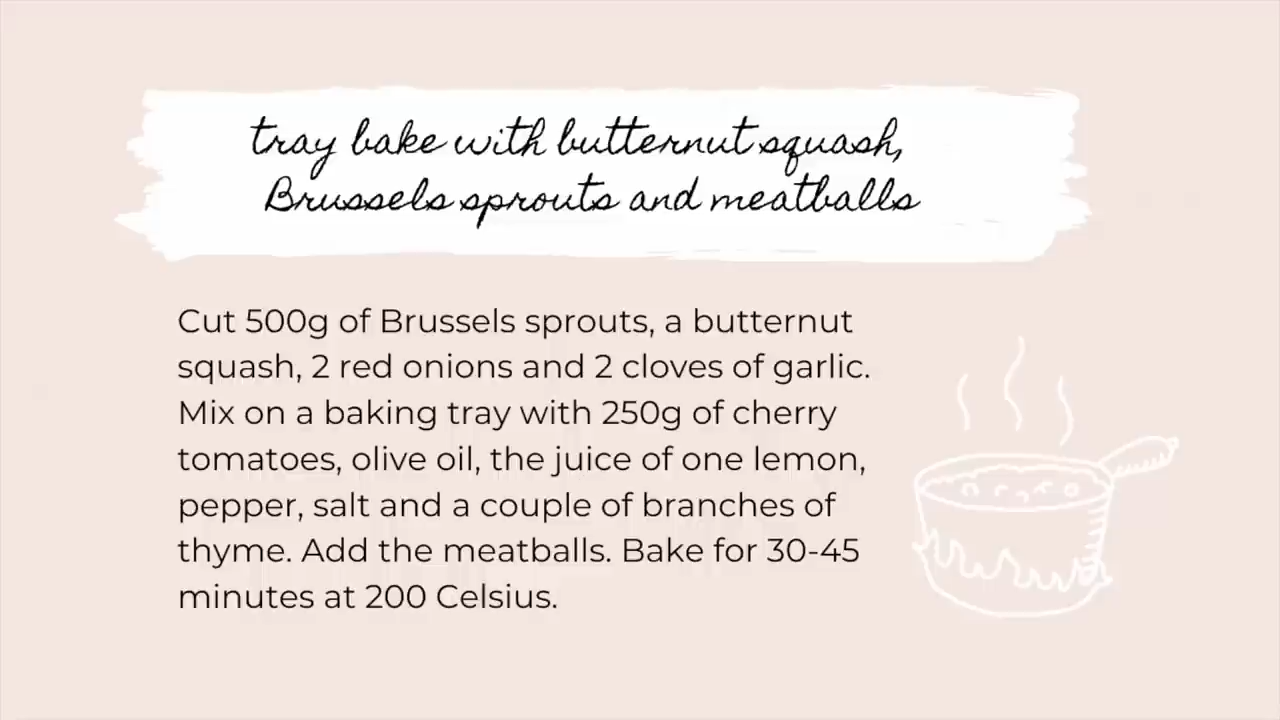 tray bake with butternut squash,
Brussels sprouts and meatballs
Cut 500g of Brussels sprouts, a butternut
squash, 2 red onions and 2 cloves of garlic.
Mix on a baking tray with 250g of cherry
tomatoes, olive oil, the juice of one lemon,
pepper, salt and a couple of branches of
thyme. Add the meatballs. Bake for 30-45
minutes at 200 Celsius.